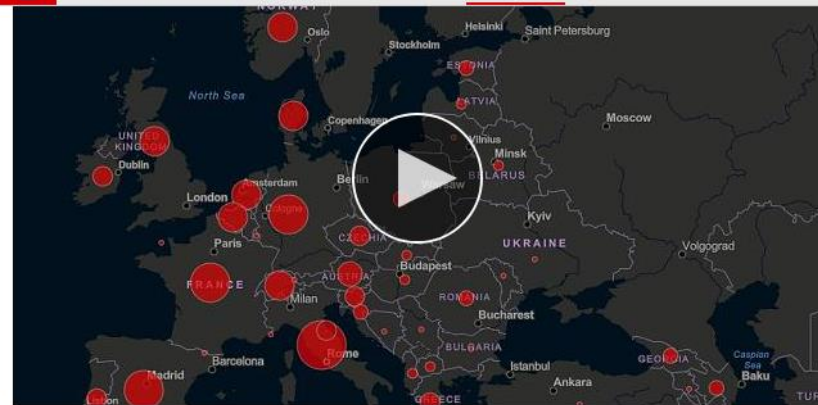 NORWAY
Oslo
Helsinki
Saint Petersburg
Stockholm
ESTONIA
North Sea
LATVIA
Moscow
Copenhagen
UNITED
KINGDOM
Vilnius
Minsk
Dublin
BELARUS
Amsterdam
Berlin
Warsaw
London
Cologne
Kyiv
CZECHIA
UKRAINE
Paris
Volgograd
Budapest
AUSTRIA
FRANCE
Milan
ROMANIA
Bucharest
BULGARIA
Rome
GEORGIA
Caspian
Sea
Barcelona
Istanbul
Baku
Madrid
Ankara
Lisbon
GREECE
TUR